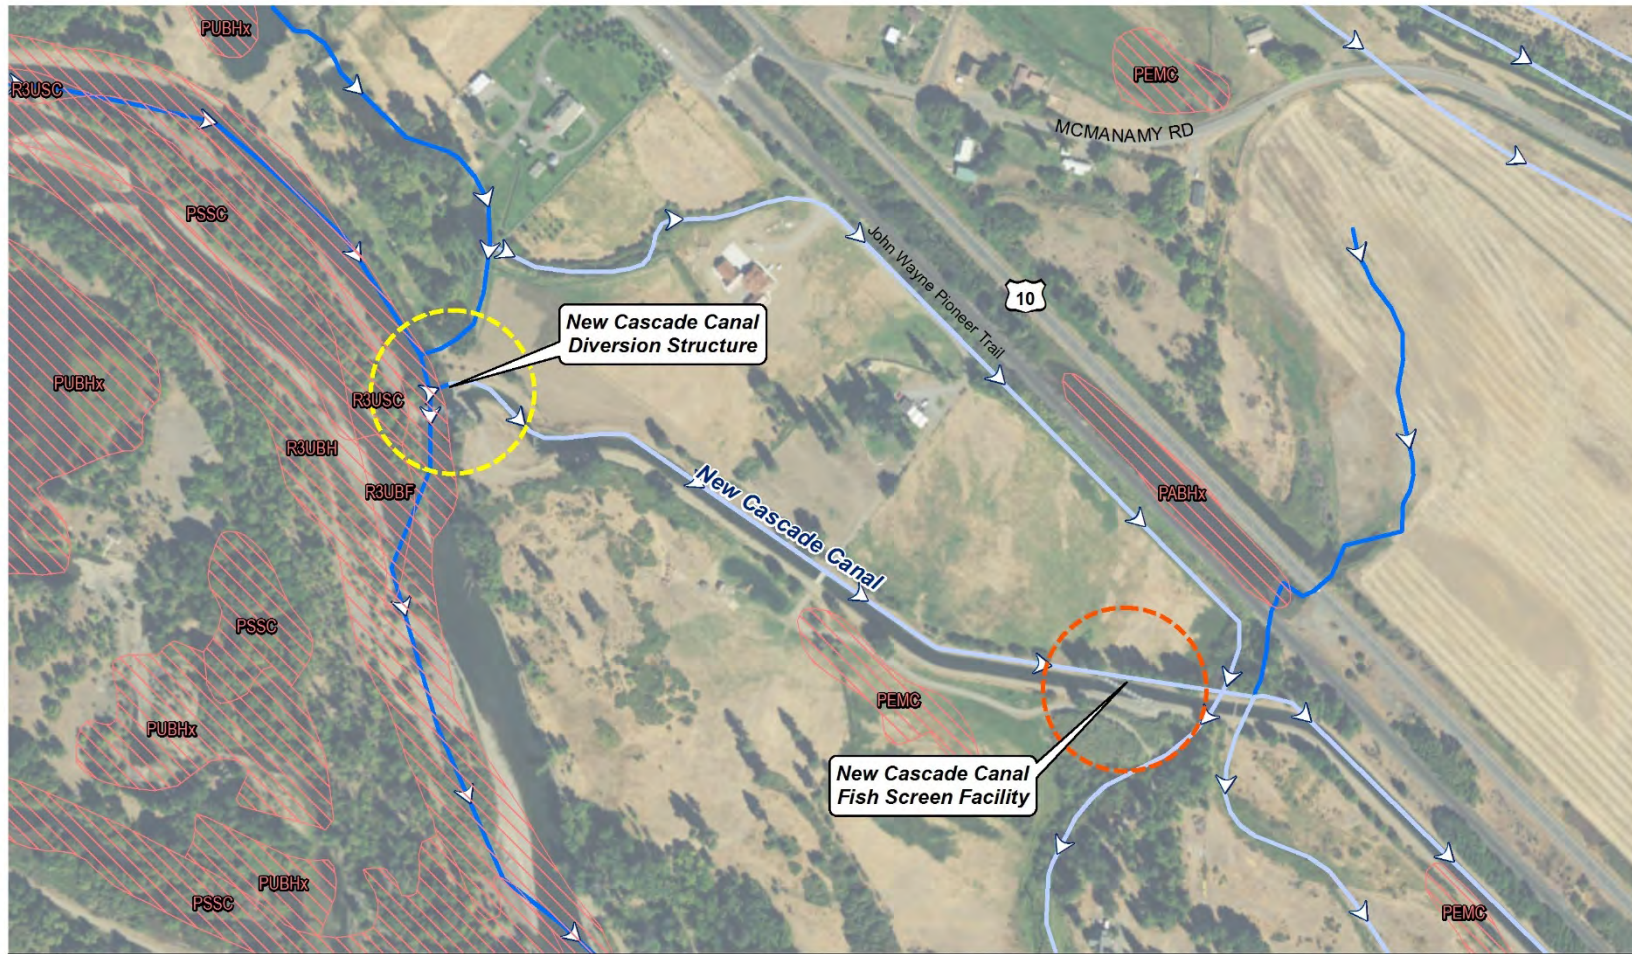 PUBHx
PEMC
R3USC
MCMANAMY RD
PSSC
John Wayne Pioneer Trail
10
New Cascade Canal
Diversion Structure
PUBHx
R3USC
R3UBH
R3UBF
New Cascade Canal
PABHx
PSSC
PEMC
PUBHx
New Cascade Canal
Fish Screen Facility
PUBHx
PSSC
PEMC